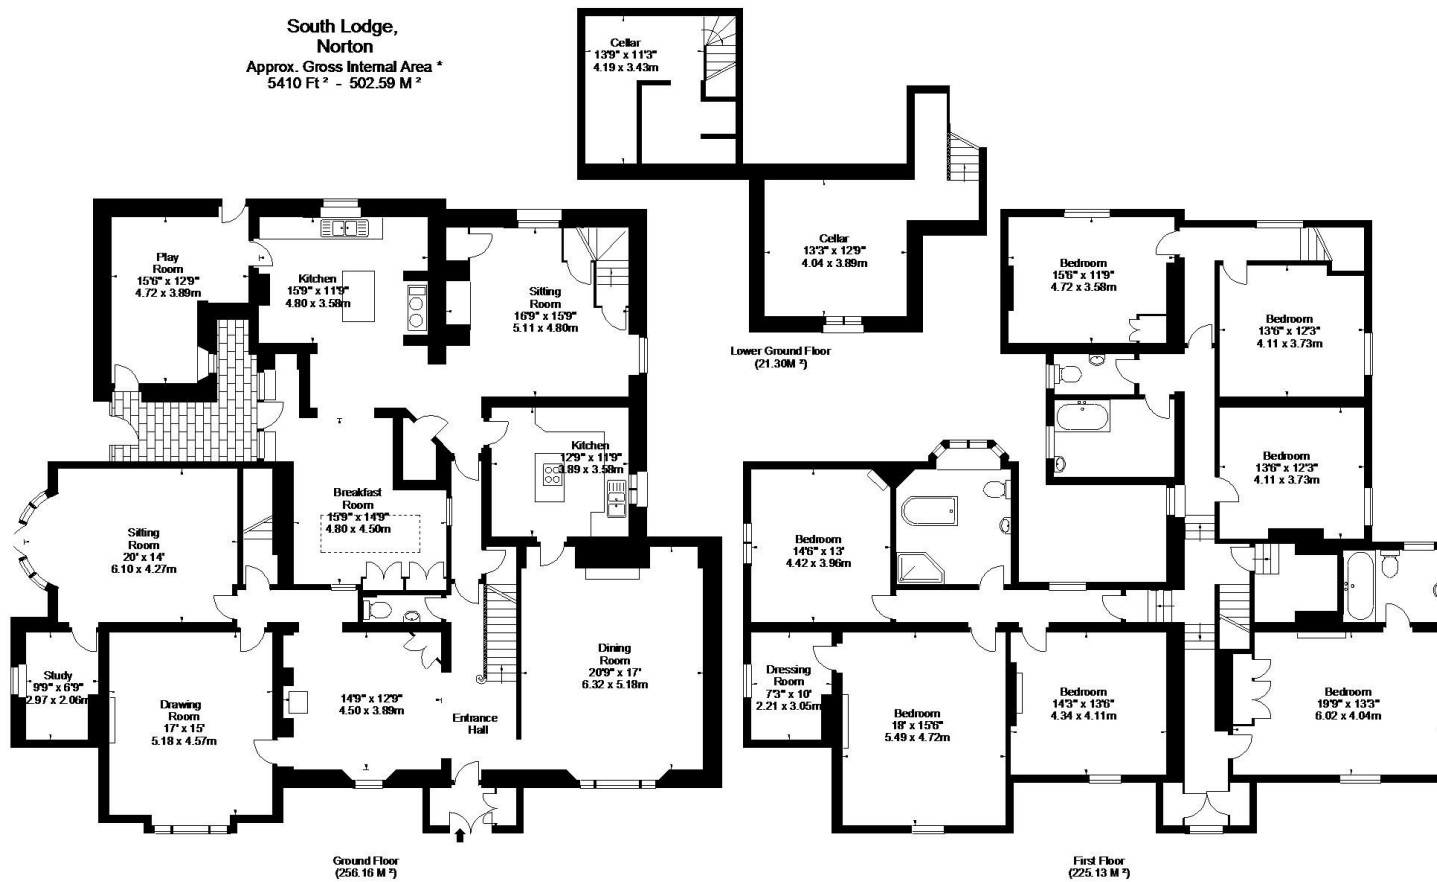 South Lodge,
Norton
Approx. Gross Internal Area *
5410 Ft ² - 502.59 M ²
Cellar
13'9" x 11'3"
4.19 x 3.43m
Cellar
13'3" x 12'9"
4.04 x 3.89m
Lower Ground Floor
(21.30M ²)
Play
Room
15'6" x 12'9"
4.72 x 3.89m
Kitchen
15'9" x 11'9"
4.80 x 3.58m
Sitting
Room
16'9" x 15'9"
5.11 x 4.80m
Kitchen
12'9" x 11'9"
3.89 x 3.58m
Breakfast
Room
15'9" x 14'9"
4.80 x 4.50m
Sitting
Room
20' x 14'
6.10 x 4.27m
Study
9'9" x 6'9"
2.97 x 2.06m
Drawing
Room
17' x 15'
5.18 x 4.57m
14'9" x 12'9"
4.50 x 3.89m
Entrance
Hall
Dining
Room
20'9" x 17'
6.32 x 5.18m
Ground Floor
(256.16 M ²)
Bedroom
15'6" x 11'9"
4.72 x 3.58m
Bedroom
13'6" x 12'3"
4.11 x 3.73m
Bedroom
13'6" x 12'3"
4.11 x 3.73m
Bedroom
14'6" x 13'
4.42 x 3.96m
Dressing
Room
7'3" x 10'
2.21 x 3.05m
Bedroom
18' x 15'6"
5.49 x 4.72m
Bedroom
14'3" x 13'6"
4.34 x 4.11m
Bedroom
19'9" x 13'3"
6.02 x 4.04m
First Floor
(225.13 M ²)